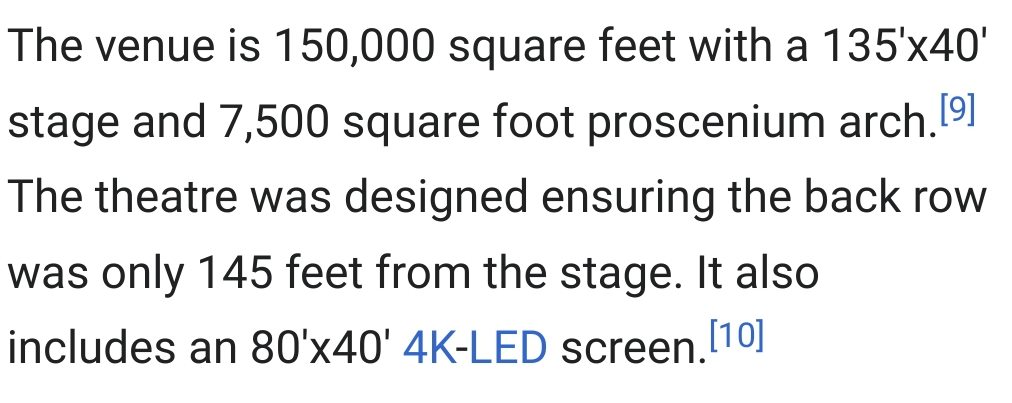 The venue is 150,000 square feet with a 135'x40'
stage and 7,500 square foot proscenium arch.[9]
The theatre was designed ensuring the back row
was only 145 feet from the stage. It also
includes an 80'x40' 4K-LED screen.[10]